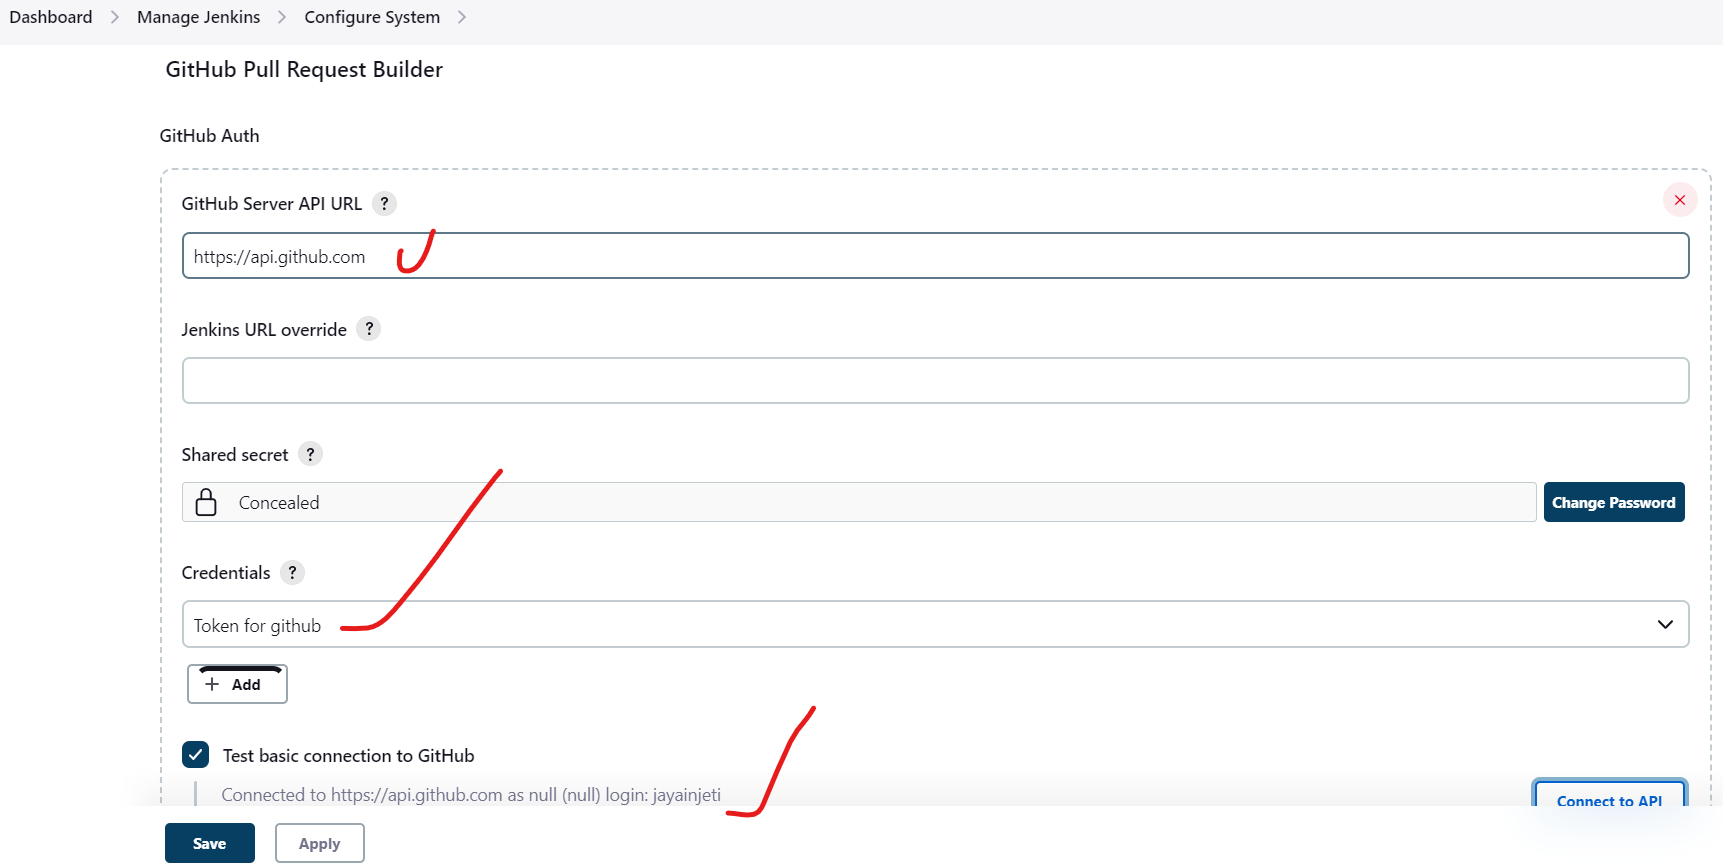 Dashboard > Manage Jenkins > Configure System >
GitHub Pull Request Builder
GitHub Auth
GitHub Server API URL ?
https://api.github.com
Jenkins URL override ?
Shared secret ?
Concealed
Change Password
Credentials ?
Token for github
+ Add
Test basic connection to GitHub
Connected to https://api.github.com as null (null) login: jayainjeti
Connect to API
Save Apply